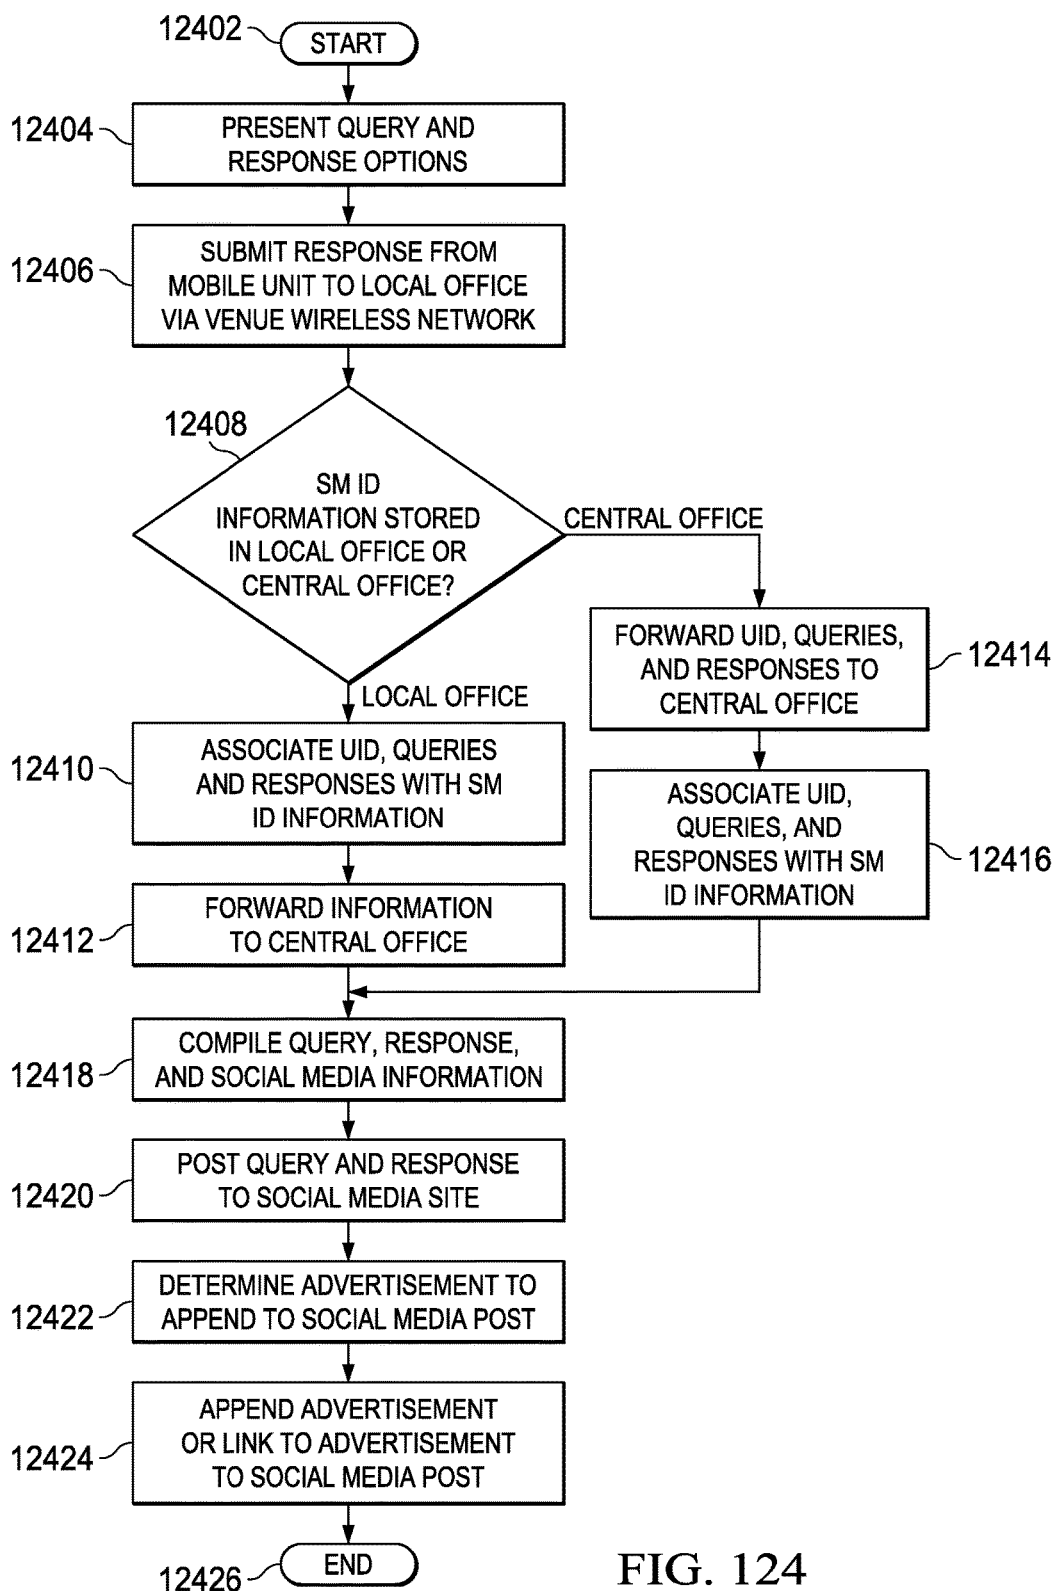 12402
START
12404
PRESENT QUERY AND
RESPONSE OPTIONS
12406
SUBMIT RESPONSE FROM
MOBILE UNIT TO LOCAL OFFICE
VIA VENUE WIRELESS NETWORK
12408
SM ID
INFORMATION STORED
IN LOCAL OFFICE OR
CENTRAL OFFICE?
CENTRAL OFFICE
LOCAL OFFICE
12410
ASSOCIATE UID, QUERIES
AND RESPONSES WITH SM
ID INFORMATION
12412
FORWARD INFORMATION
TO CENTRAL OFFICE
FORWARD UID, QUERIES,
AND RESPONSES TO
CENTRAL OFFICE
12414
ASSOCIATE UID,
QUERIES, AND
RESPONSES WITH SM
ID INFORMATION
12416
12418
COMPILE QUERY, RESPONSE,
AND SOCIAL MEDIA INFORMATION
12420
POST QUERY AND RESPONSE
TO SOCIAL MEDIA SITE
12422
DETERMINE ADVERTISEMENT TO
APPEND TO SOCIAL MEDIA POST
12424
APPEND ADVERTISEMENT
OR LINK TO ADVERTISEMENT
TO SOCIAL MEDIA POST
12426
END
FIG. 124